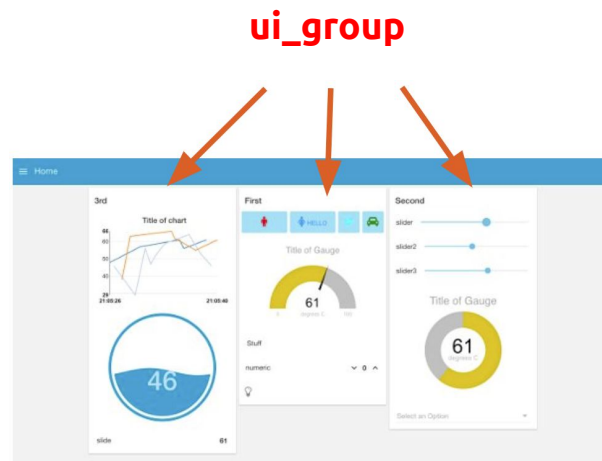 ui_group
Home
3rd
Title of chart
60
50
40
21:05:26
21:05:40
46
slide 61
First
HELLO
Title of Gauge
61
degrees C
Stuff
numeric 0
Second
slider
slider2
slider3
Title of Gauge
61
degrees C
Select an Option